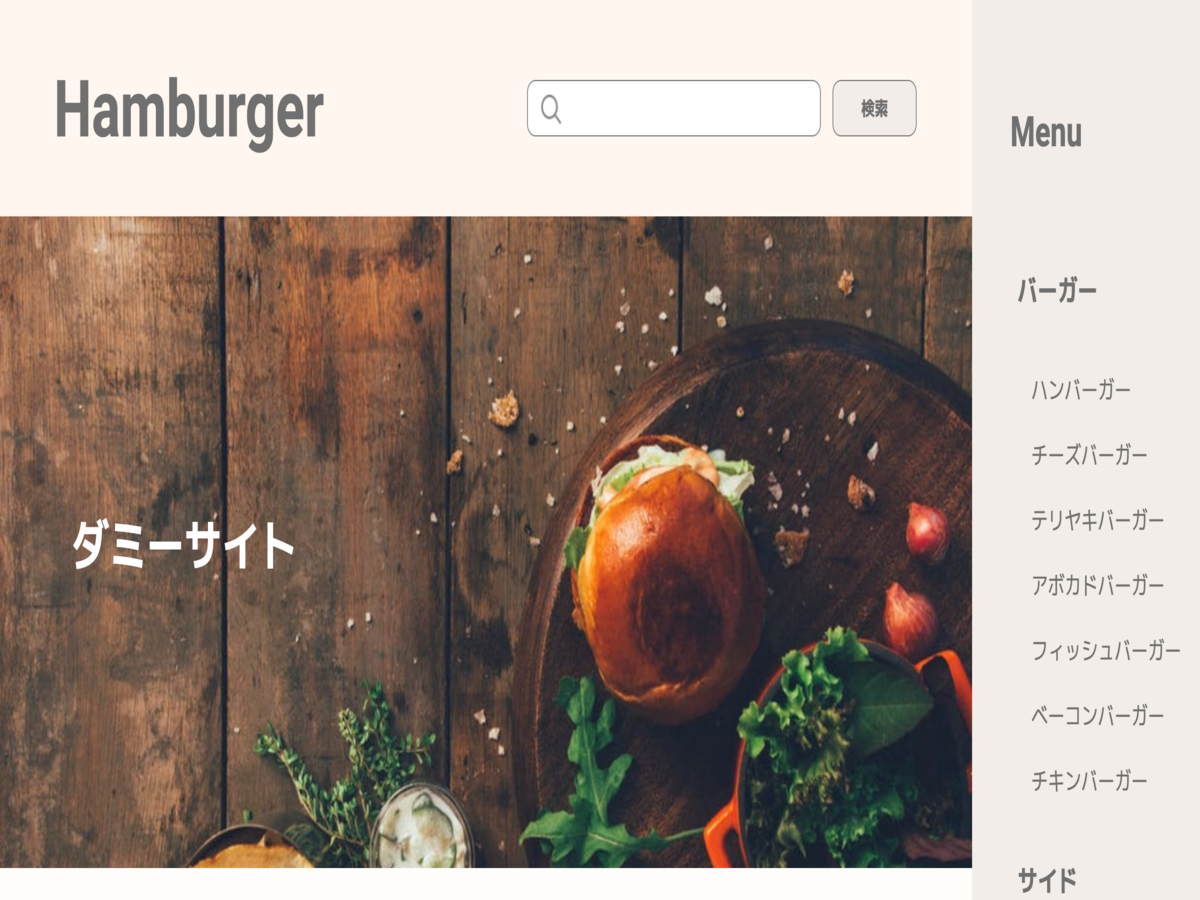 Hamburger
検索
ダミーサイト
Menu
バーガー
ハンバーガー
チーズバーガー
テリヤキバーガー
アボカドバーガー
フィッシュバーガー
ベーコンバーガー
チキンバーガー
サイド